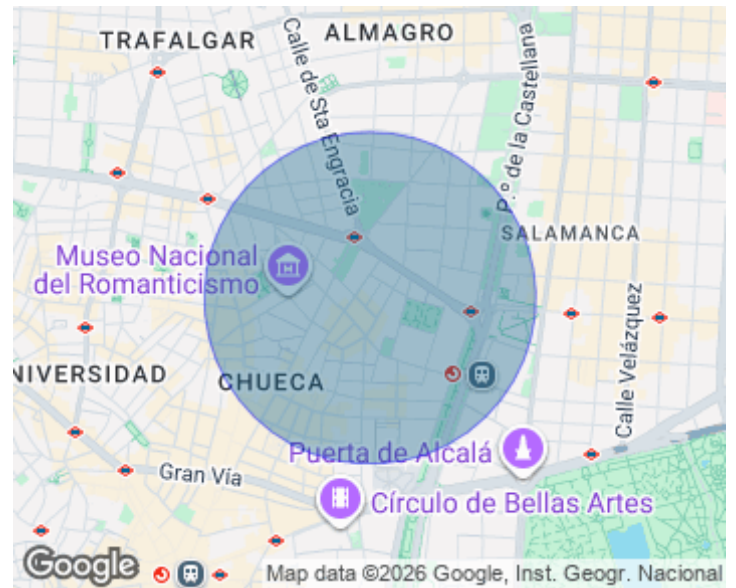 TRAFALGAR
ALMAGRO
Calle de Sta Engracia
P.º de la Castellana
SALAMANCA
Museo Nacional
del Romanticismo
Calle Velázquez
NIVERSIDAD
CHUECA
Puerta de Alcalá
Gran Vía
Círculo de Bellas Artes
Google
Map data ©2026 Google, Inst. Geogr. Nacional